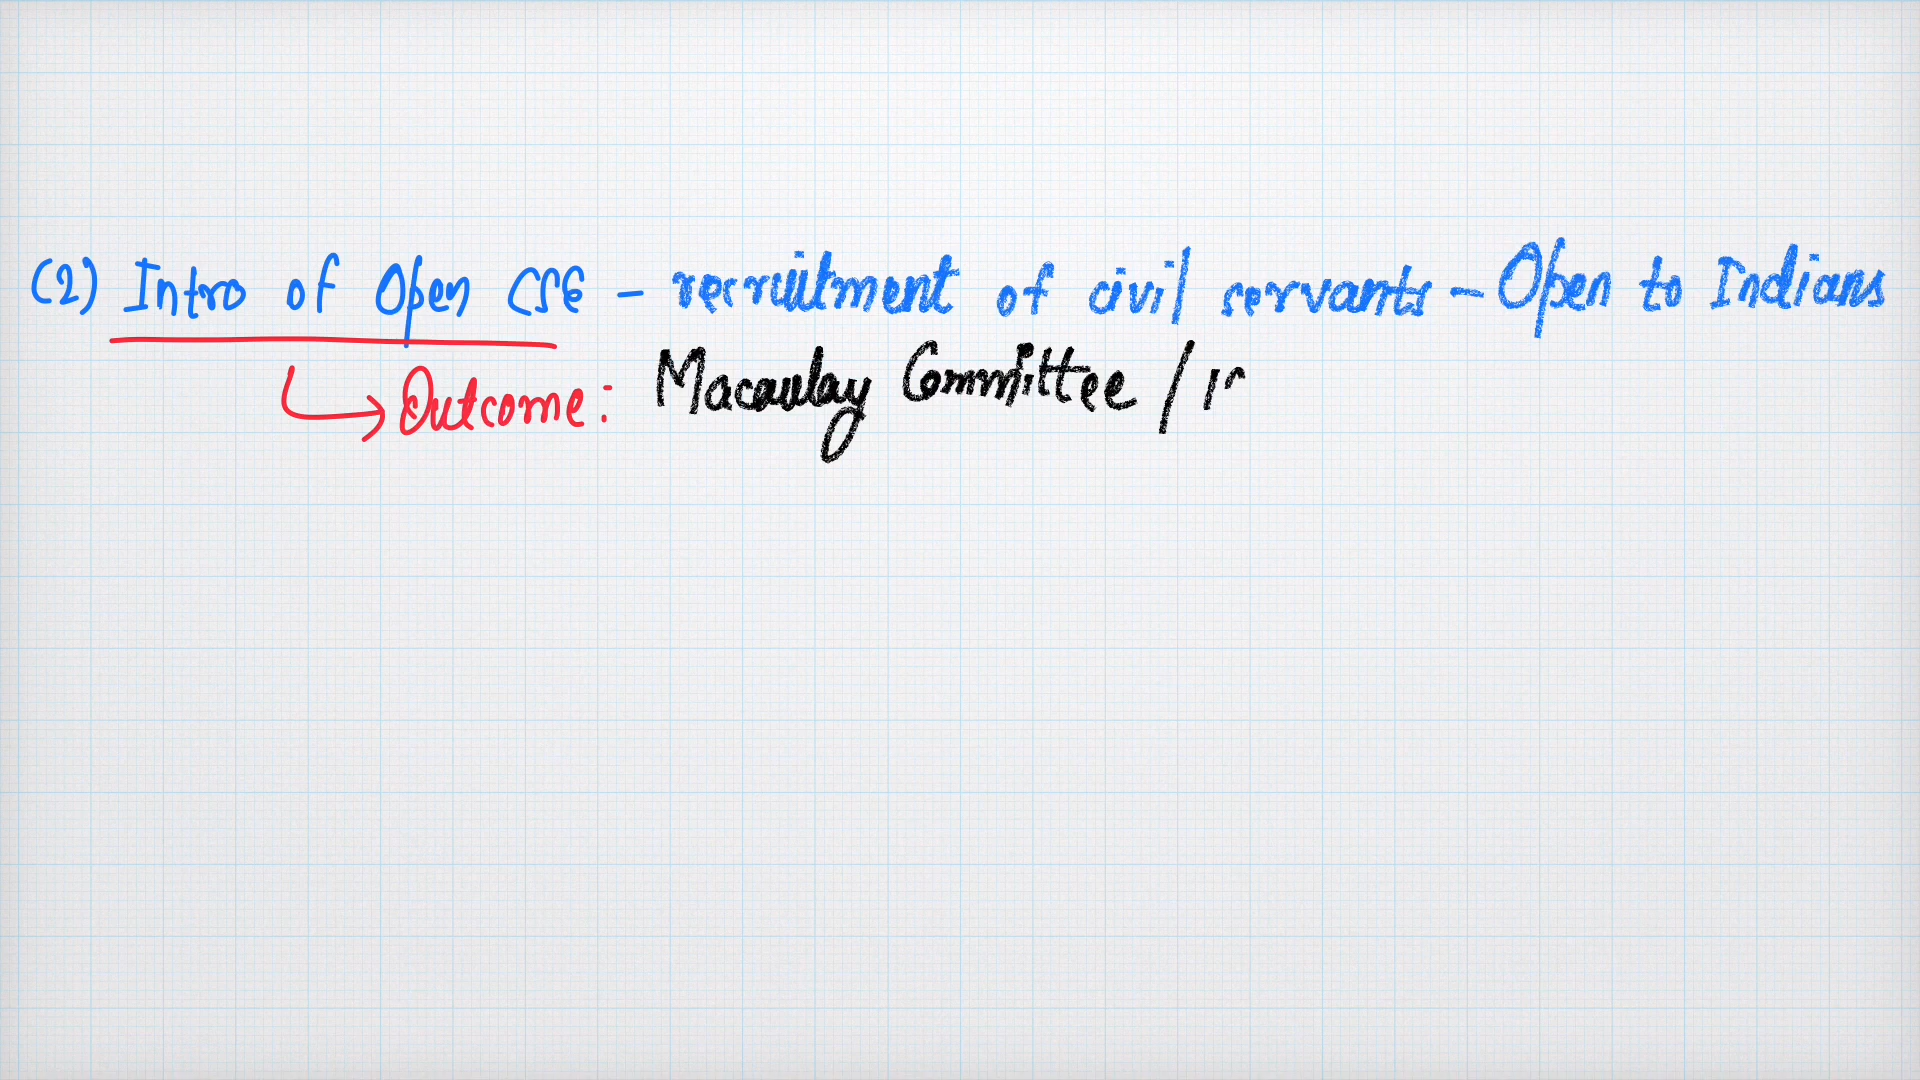 (2) Intro of Open CSE - recruitment of civil servants - Open to Indians
Outcome: Macaulay Committee /